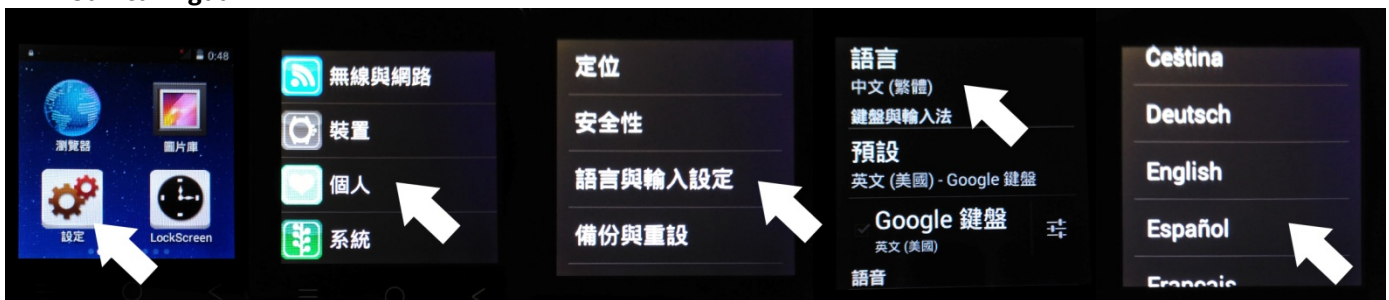 0:48
瀏覽器
圖片庫
設定
LockScreen
無線與網路
裝置
個人
系統
定位
安全性
語言與輸入設定
備份與重設
語言
中文 (繁體)
鍵盤與輸入法
預設
英文 (美國) - Google 鍵盤
Google 鍵盤
英文 (美國)
語音
Čeština
Deutsch
English
Español
Français